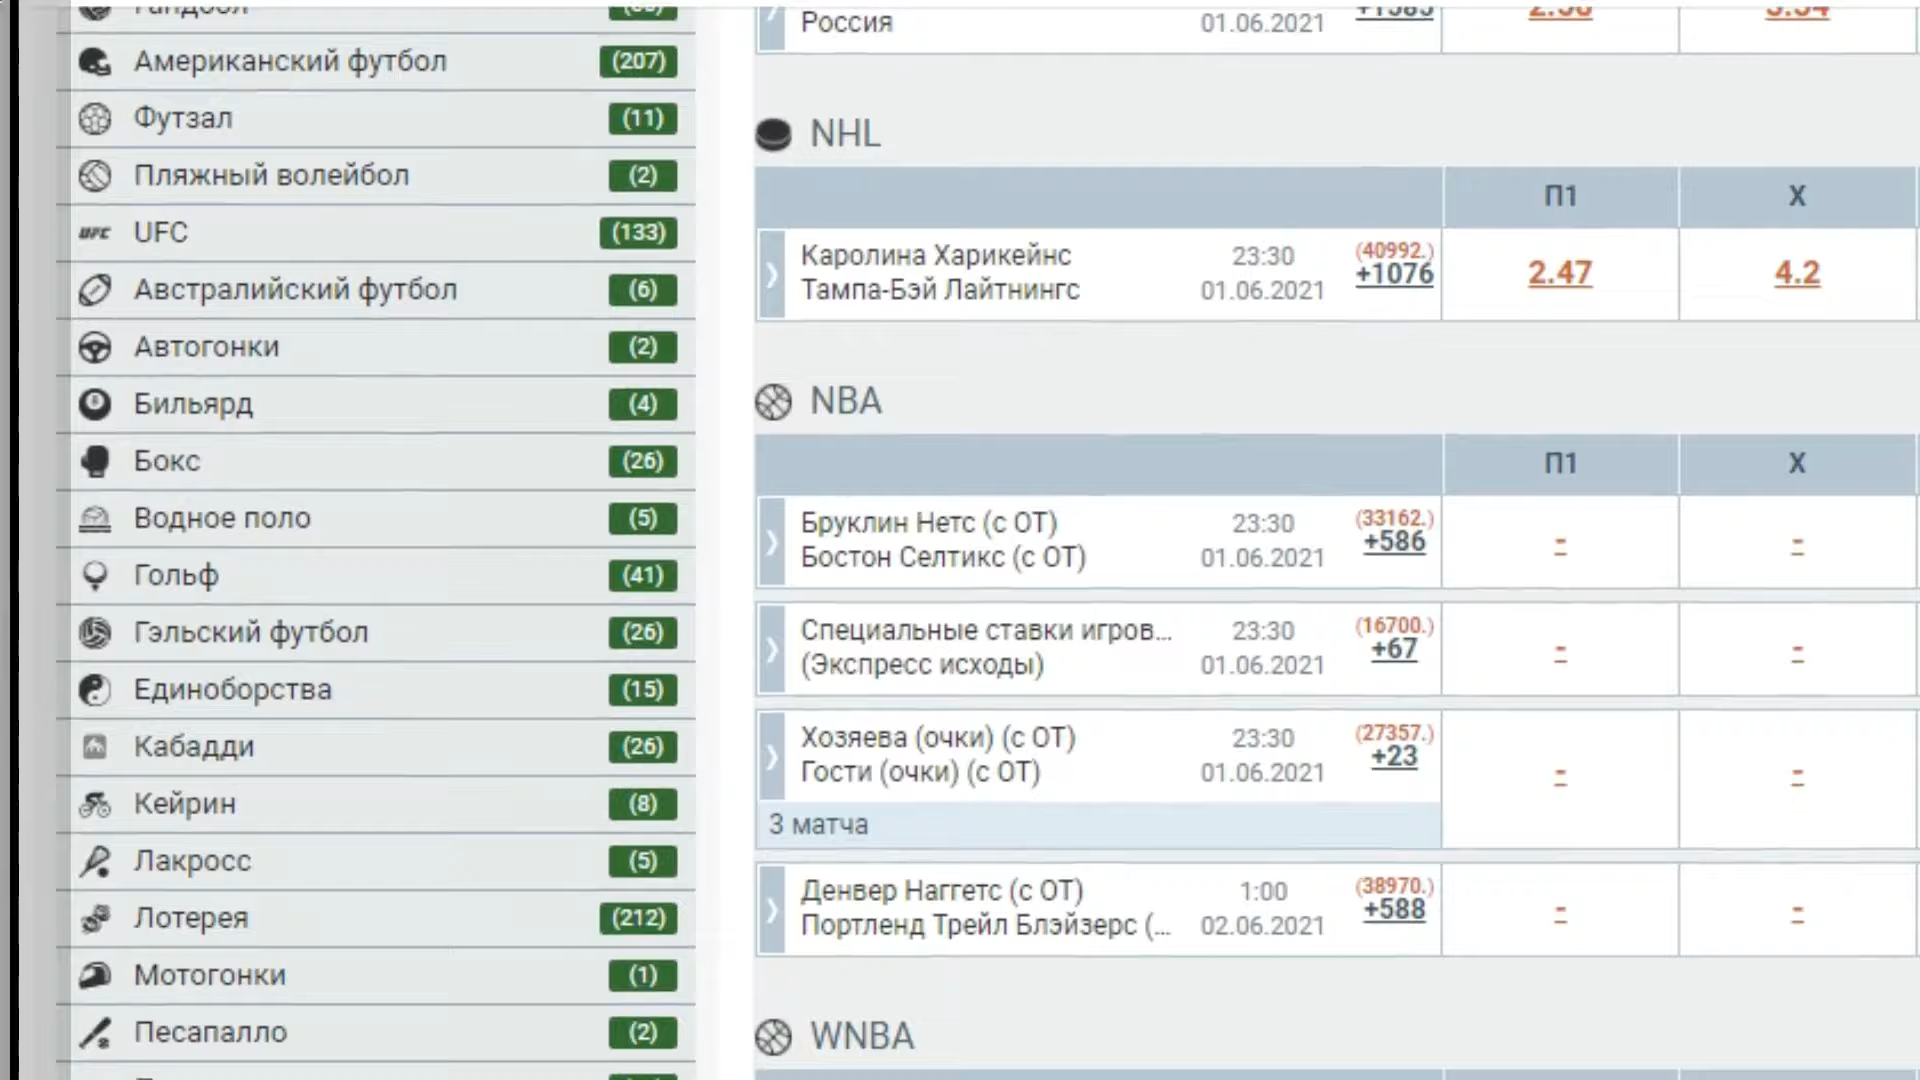 Американский футбол (207)
Футзал (11)
Пляжный волейбол (2)
UFC UFC (133)
Австралийский футбол (6)
Автогонки (2)
Бильярд (4)
Бокс (26)
Водное поло (5)
Гольф (41)
Гэльский футбол (26)
Единоборства (15)
Кабадди (26)
Кейрин (8)
Лакросс (5)
Лотерея (212)
Мотогонки (1)
Песапалло (2)
Россия 01.06.2021
NHL
П1 X
Каролина Харикейнс 23:30 (40992.)
Тампа-Бэй Лайтнингс 01.06.2021 +1076 2.47 4.2
NBA
П1 X
Бруклин Нетс (с ОТ) 23:30 (33162.)
Бостон Селтикс (с ОТ) 01.06.2021 +586 - -
Специальные ставки игров... 23:30 (16700.)
(Экспресс исходы) 01.06.2021 +67 - -
Хозяева (очки) (с ОТ) 23:30 (27357.)
Гости (очки) (с ОТ) 01.06.2021 +23 - -
3 матча
Денвер Наггетс (с ОТ) 1:00 (38970.)
Портленд Трейл Блэйзерс (... 02.06.2021 +588 - -
WNBA